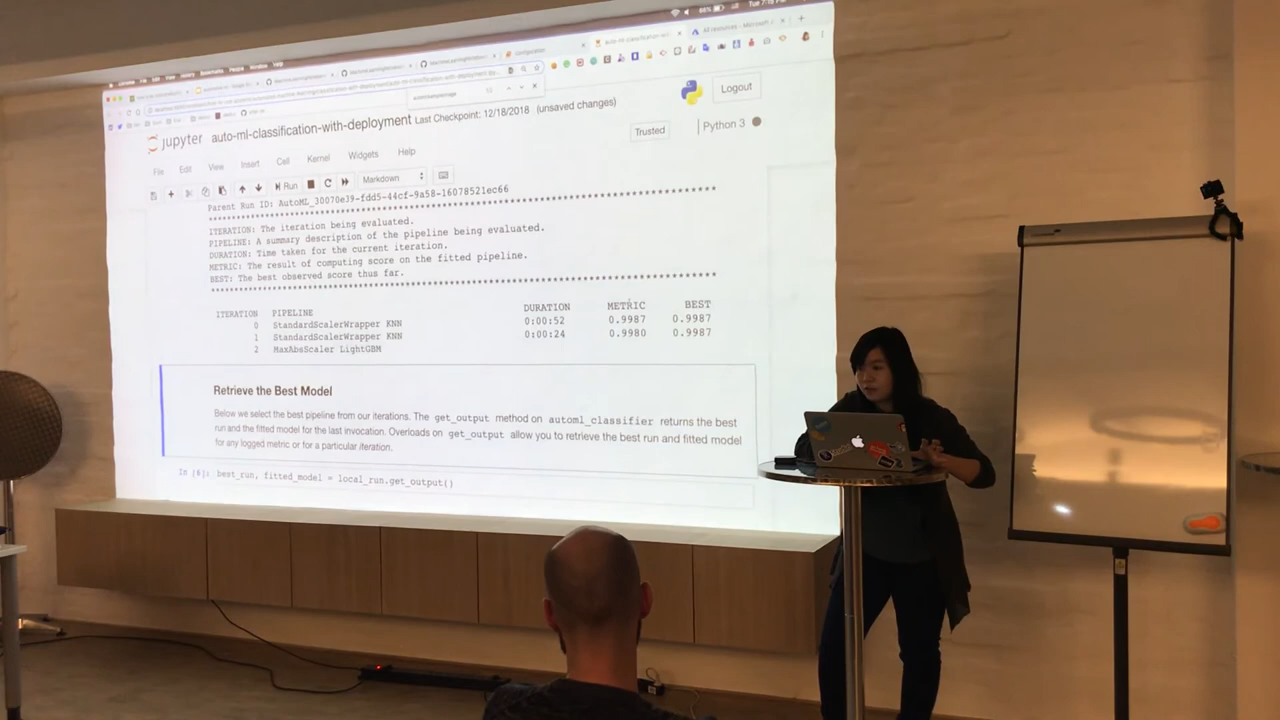 Tue 7:18 PM
jupyter auto-ml-classification-with-deployment Last Checkpoint: 12/18/2018 (unsaved changes)
Logout
File Edit View Insert Cell Kernel Widgets Help
Trusted
Python 3
Run
Markdown
Parent Run ID: AutoML_30070e39-fdd5-44cf-9a58-16078521ec66
********************************************************************************
ITERATION: The iteration being evaluated.
PIPELINE: A summary description of the pipeline being evaluated.
DURATION: Time taken for the current iteration.
METRIC: The result of computing score on the fitted pipeline.
BEST: The best observed score thus far.
********************************************************************************
ITERATION PIPELINE DURATION METRIC BEST
0 StandardScalerWrapper KNN 0:00:52 0.9987 0.9987
1 StandardScalerWrapper KNN 0:00:24 0.9980 0.9987
2 MaxAbsScaler LightGBM
Retrieve the Best Model
Below we select the best pipeline from our iterations. The get_output method on automl_classifier returns the best
run and the fitted model for the last invocation. Overloads on get_output allow you to retrieve the best run and fitted model
for any logged metric or for a particular iteration.
In [6]: best_run, fitted_model = local_run.get_output()